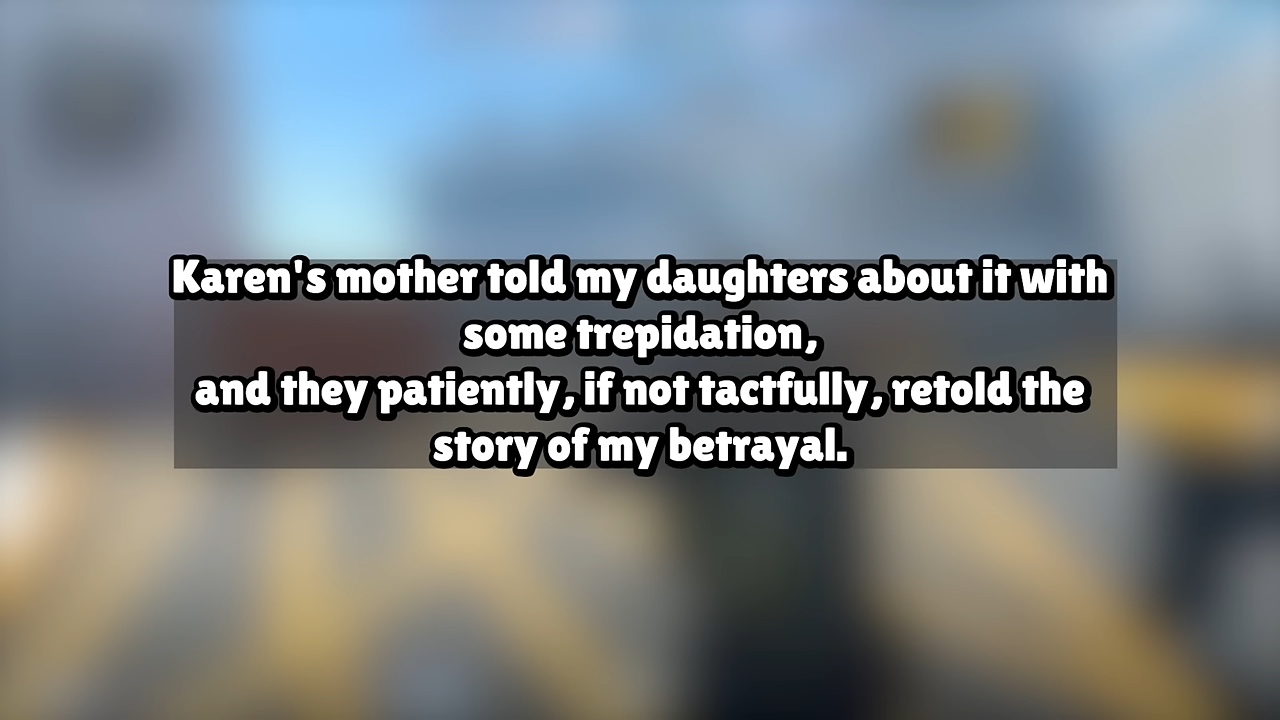 Karen's mother told my daughters about it with
some trepidation,
and they patiently, if not tactfully, retold the
story of my betrayal.